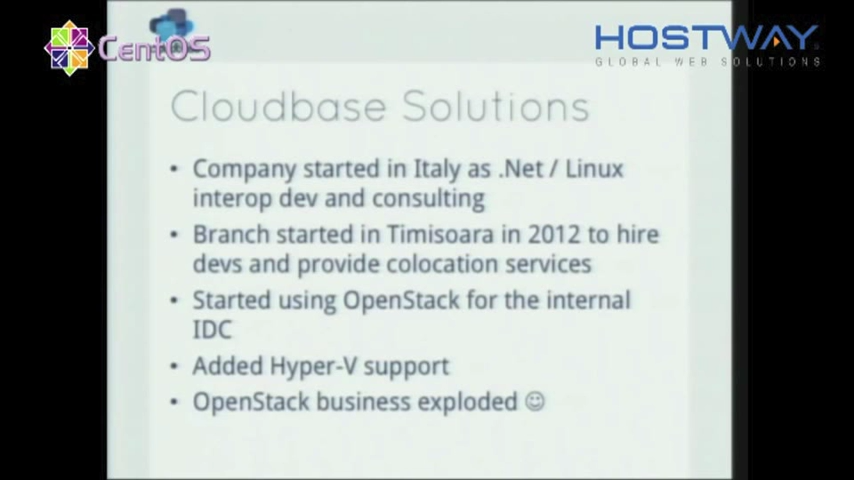 CentOS
HOSTWAY
GLOBAL WEB SOLUTIONS
Cloudbase Solutions
• Company started in Italy as .Net / Linux
interop dev and consulting
• Branch started in Timisoara in 2012 to hire
devs and provide colocation services
• Started using OpenStack for the internal
IDC
• Added Hyper-V support
• OpenStack business exploded ☺